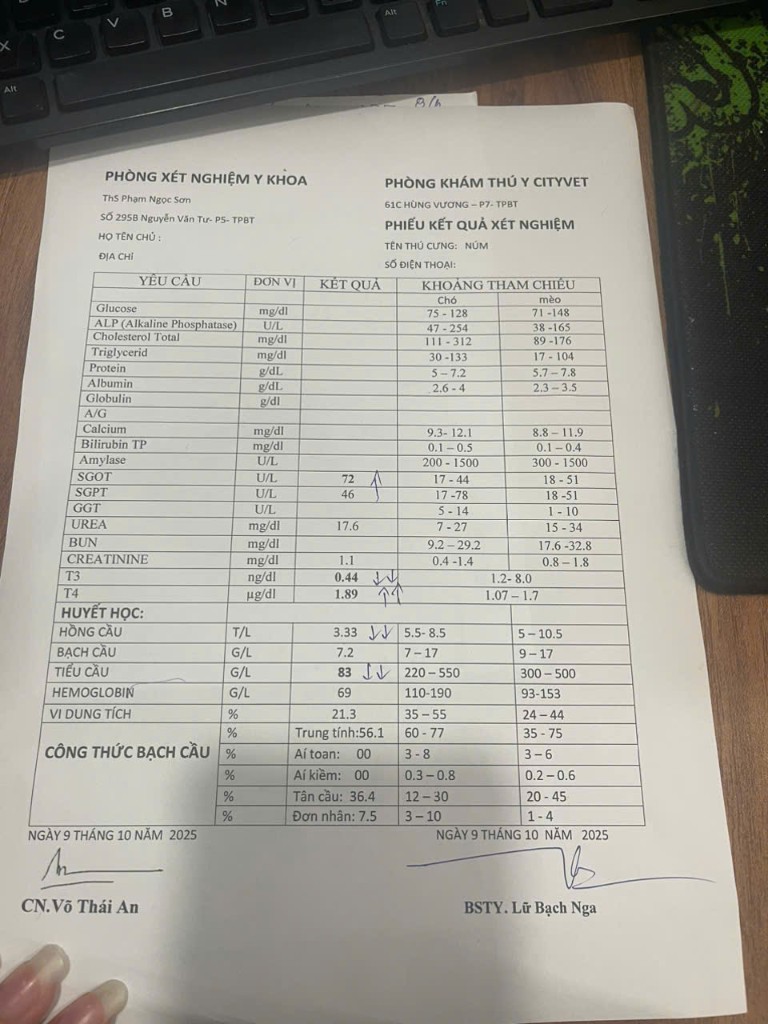 PHÒNG XÉT NGHIỆM Y KHOA
ThS Phạm Ngọc Sơn
SỐ 295B Nguyễn Văn Tư- P5- TPBT
HỌ TÊN CHỦ :
ĐỊA CHỈ
PHÒNG KHÁM THÚ Y CITYVET
61C HÙNG VƯƠNG – P7- TPBT
PHIẾU KẾT QUẢ XÉT NGHIỆM
TÊN THÚ CƯNG: NÚM
SỐ ĐIỆN THOẠI:
YÊU CẦU ĐƠN VỊ KẾT QUẢ KHOẢNG THAM CHIẾU
Chó mèo
Glucose mg/dl 75 - 128 71 -148
ALP (Alkaline Phosphatase) U/L 47 - 254 38 -165
Cholesterol Total mg/dl 111 - 312 89 -176
Triglycerid mg/dl 30 -133 17 - 104
Protein g/dL 5 – 7.2 5.7 – 7.8
Albumin g/dL 2.6 - 4 2.3 – 3.5
Globulin g/dl
A/G
Calcium mg/dl 9.3- 12.1 8.8 – 11.9
Bilirubin TP mg/dl 0.1 – 0.5 0.1 – 0.4
Amylase U/L 200 - 1500 300 - 1500
SGOT U/L 72 ↑ 17 - 44 18 - 51
SGPT U/L 46 17 -78 18 -51
GGT U/L 5 - 14 1 - 10
UREA mg/dl 17.6 7 - 27 15 - 34
BUN mg/dl 9.2 – 29.2 17.6 -32.8
CREATININE mg/dl 1.1 0.4 -1.4 0.8 – 1.8
T3 ng/dl 0.44 ↓↓ 1.2- 8.0
T4 µg/dl 1.89 ↑↑ 1.07 – 1.7
HUYẾT HỌC:
HỒNG CẦU T/L 3.33 ↓↓ 5.5- 8.5 5 – 10.5
BẠCH CẦU G/L 7.2 7 – 17 9 – 17
TIỂU CẦU G/L 83 ↓↓ 220 – 550 300 – 500
HEMOGLOBIN G/L 69 110-190 93-153
VI DUNG TÍCH % 21.3 35 – 55 24 – 44
CÔNG THỨC BẠCH CẦU
% Trung tính:56.1 60 - 77 35 - 75
% Aí toan: 00 3 - 8 3 – 6
% Aí kiềm: 00 0.3 – 0.8 0.2 – 0.6
% Tân cầu: 36.4 12 – 30 20 - 45
% Đơn nhân: 7.5 3 – 10 1 - 4
NGÀY 9 THÁNG 10 NĂM 2025
NGÀY 9 THÁNG 10 NĂM 2025
CN.Võ Thái An
BSTY. Lữ Bạch Nga
X
C
V
B
N
Alt
Alt
Fn